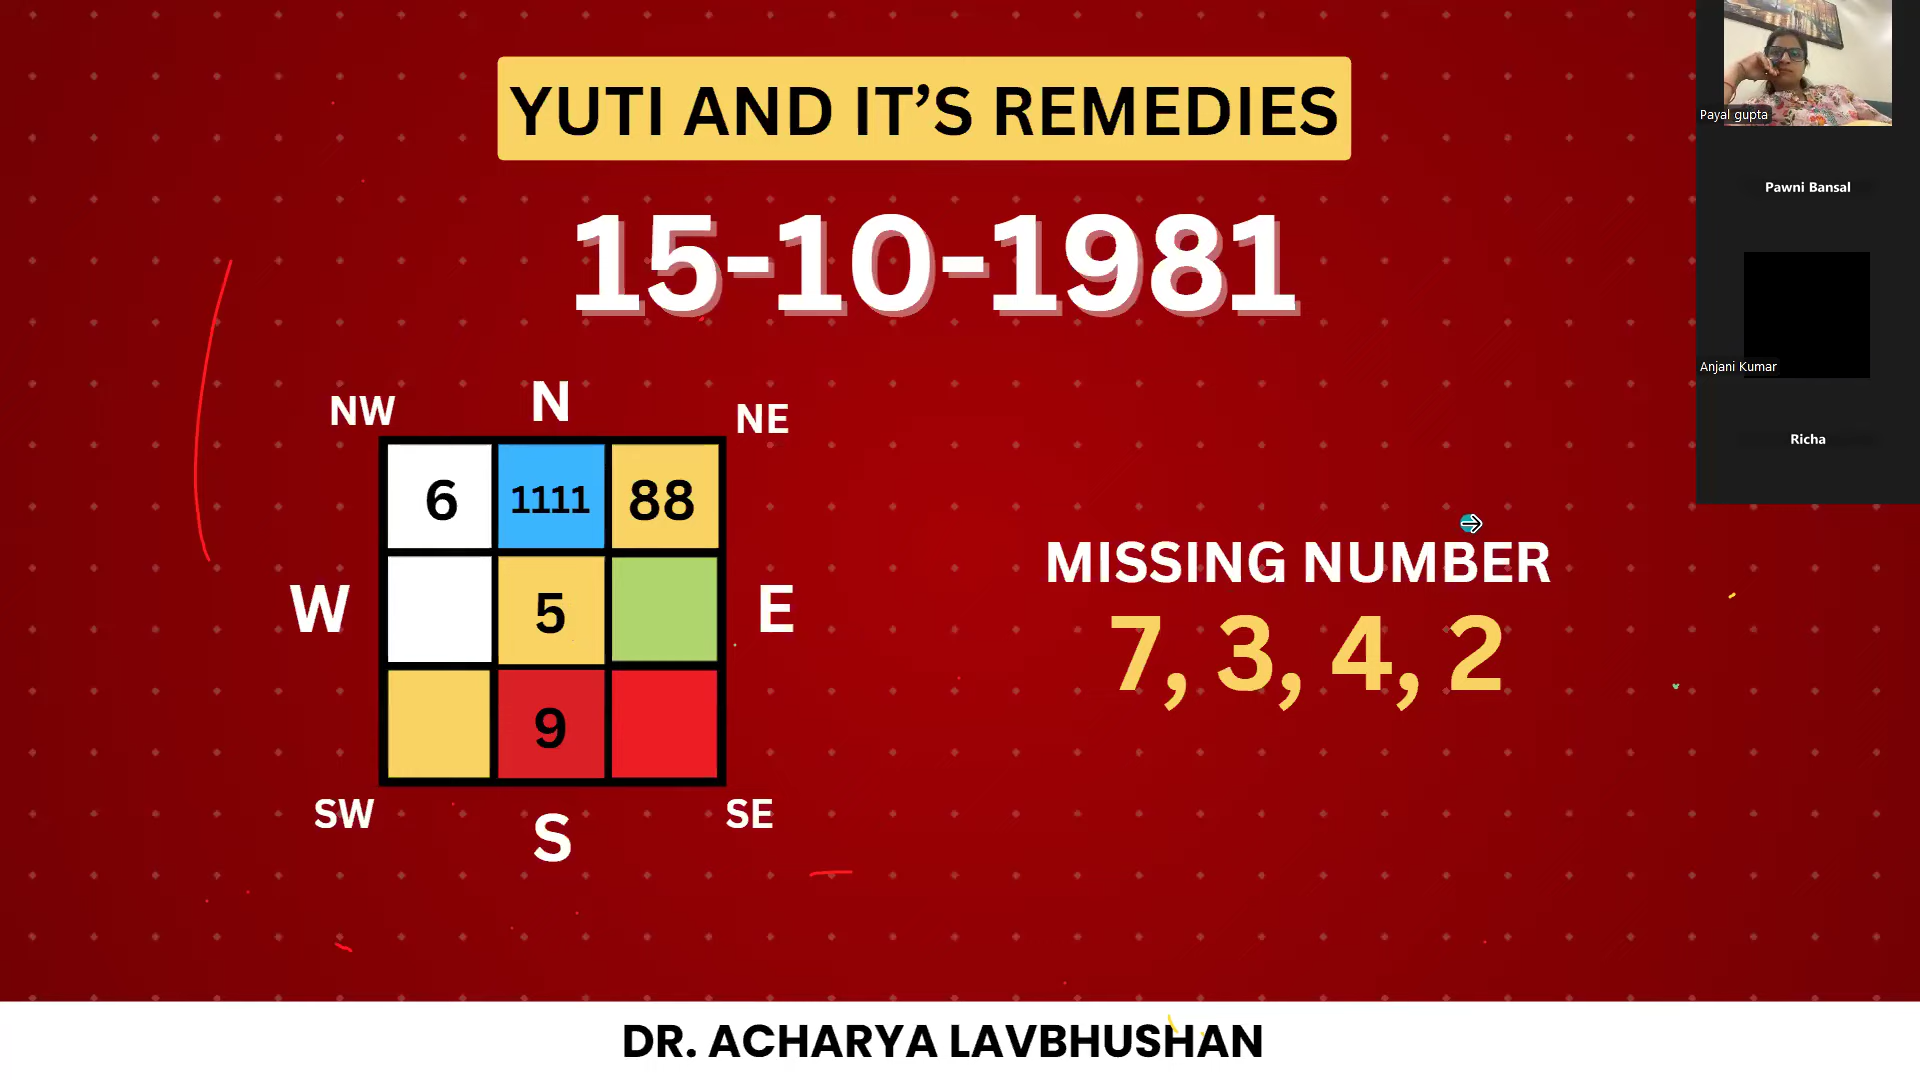 YUTI AND IT’S REMEDIES
15-10-1981
NW N NE
6 1111 88
W 5 E
9
SW S SE
MISSING NUMBER
7, 3, 4, 2
DR. ACHARYA LAVBHUSHAN
Payal gupta
Pawni Bansal
Anjani Kumar
Richa